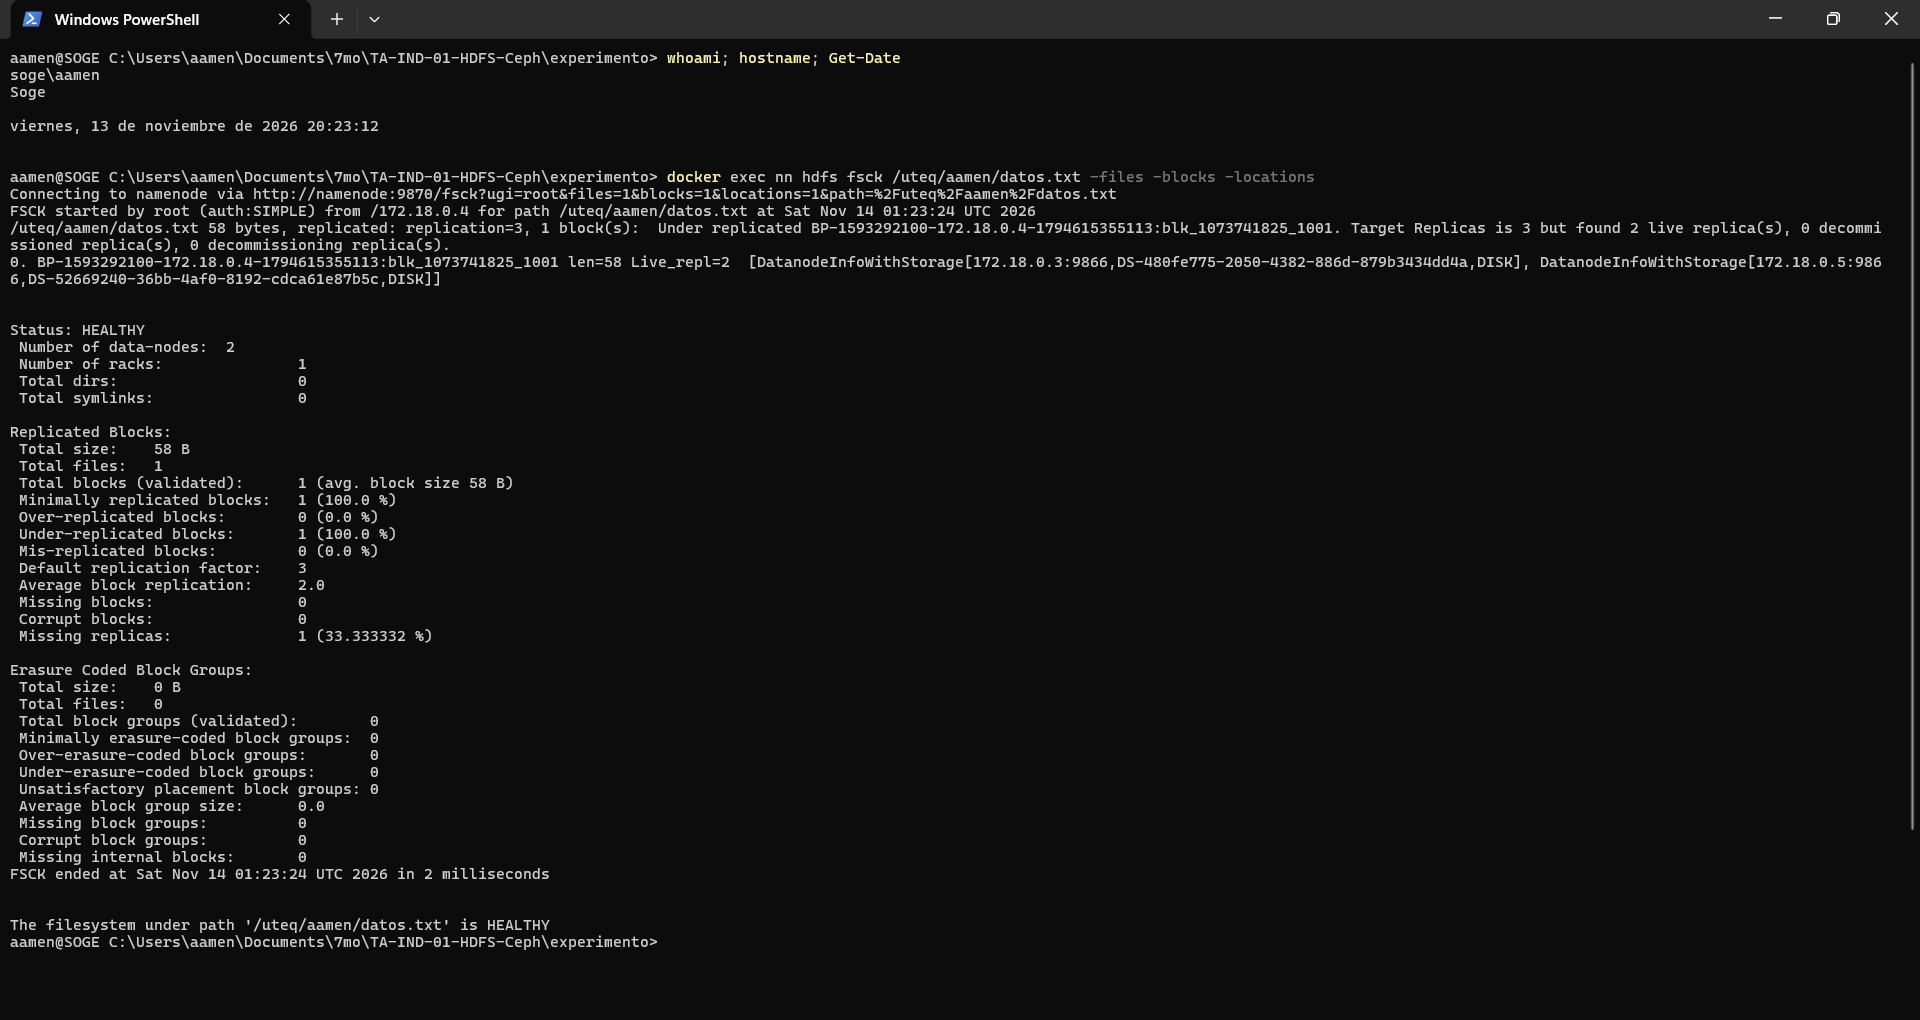 Windows PowerShell
aamen@SOGE C:\Users\aamen\Documents\7mo\TA-IND-01-HDFS-Ceph\experimento> whoami; hostname; Get-Date
soge\aamen
Soge
viernes, 13 de noviembre de 2026 20:23:12
aamen@SOGE C:\Users\aamen\Documents\7mo\TA-IND-01-HDFS-Ceph\experimento> docker exec nn hdfs fsck /uteq/aamen/datos.txt -files -blocks -locations
Connecting to namenode via http://namenode:9870/fsck?ugi=root&files=1&blocks=1&locations=1&path=%2Futeq%2Faamen%2Fdatos.txt
FSCK started by root (auth:SIMPLE) from /172.18.0.4 for path /uteq/aamen/datos.txt at Sat Nov 14 01:23:24 UTC 2026
/uteq/aamen/datos.txt 58 bytes, replicated: replication=3, 1 block(s):  Under replicated BP-1593292100-172.18.0.4-1794615355113:blk_1073741825_1001. Target Replicas is 3 but found 2 live replica(s), 0 decommi
ssioned replica(s), 0 decommissioning replica(s).
0. BP-1593292100-172.18.0.4-1794615355113:blk_1073741825_1001 len=58 Live_repl=2  [DatanodeInfoWithStorage[172.18.0.3:9866,DS-480fe775-2050-4382-886d-879b3434dd4a,DISK], DatanodeInfoWithStorage[172.18.0.5:986
6,DS-52669240-36bb-4af0-8192-cdca61e87b5c,DISK]]
Status: HEALTHY
Number of data-nodes:  2
Number of racks:               1
Total dirs:                    0
Total symlinks:                0
Replicated Blocks:
Total size:    58 B
Total files:   1
Total blocks (validated):      1 (avg. block size 58 B)
Minimally replicated blocks:   1 (100.0 %)
Over-replicated blocks:        0 (0.0 %)
Under-replicated blocks:       1 (100.0 %)
Mis-replicated blocks:         0 (0.0 %)
Default replication factor:    3
Average block replication:     2.0
Missing blocks:                0
Corrupt blocks:                0
Missing replicas:              1 (33.333332 %)
Erasure Coded Block Groups:
Total size:    0 B
Total files:   0
Total block groups (validated):        0
Minimally erasure-coded block groups:  0
Over-erasure-coded block groups:       0
Under-erasure-coded block groups:      0
Unsatisfactory placement block groups: 0
Average block group size:      0.0
Missing block groups:          0
Corrupt block groups:          0
Missing internal blocks:       0
FSCK ended at Sat Nov 14 01:23:24 UTC 2026 in 2 milliseconds
The filesystem under path '/uteq/aamen/datos.txt' is HEALTHY
aamen@SOGE C:\Users\aamen\Documents\7mo\TA-IND-01-HDFS-Ceph\experimento>